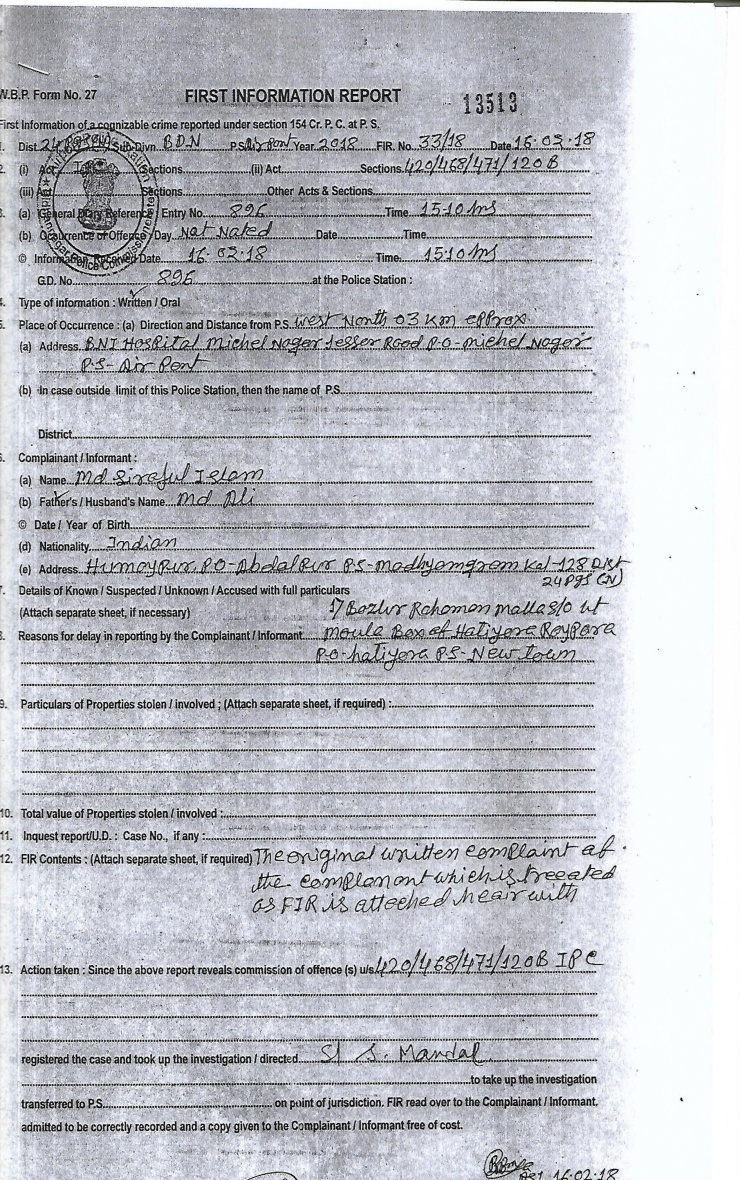 W.B.P. Form No. 27 FIRST INFORMATION REPORT 13513
First Information of a cognizable crime reported under section 154 Cr. P. C. at P. S.
1. Dist. 24 Sub-Divn. BDN P.S. Air Port Year 2018 FIR. No. 33/18 Date 16.03.18
2. (i) Act Sections (ii) Act Sections 420/468/471/120B
(iii) Act Sections Other Acts & Sections
3. (a) General Diary Reference Entry No. 896 Time 15.10 hrs
(b) Occurrence of Offence Day Not Noted Date Time
© Information Received Date 16.03.18 Time: 15.10 hrs
G.D. No. 896 at the Police Station :
4. Type of information : Written / Oral
5. Place of Occurrence : (a) Direction and Distance from P.S. West North 03 Km approx
(a) Address BNI Hospital Michel Nagar Jessor Road P.O- Michel Nagar
P.S- Air Port
(b) In case outside limit of this Police Station, then the name of P.S.
District
6. Complainant / Informant :
(a) Name Md Sirajul Islam
(b) Father's / Husband's Name Md Ali
© Date / Year of Birth
(d) Nationality Indian
(e) Address Humaypur P.O-Abdalpur P.S-Madhyamgram Kol-128 Dist
24 Pgs (N)
7. Details of Known / Suspected / Unknown / Accused with full particulars
(Attach separate sheet, if necessary) 1) Bazlur Rahoman Malla s/o Lt
8. Reasons for delay in reporting by the Complainant / Informant Moula Box of Hatiyara Roypara
P.O-hatiyara P.S-New town
9. Particulars of Properties stolen / involved ; (Attach separate sheet, if required) :
10. Total value of Properties stolen / involved :
11. Inquest report/U.D. : Case No., if any :
12. FIR Contents : (Attach separate sheet, if required) The original written complaint of
the complanant which is treeated
as FIR is atteched hearwith
13. Action taken : Since the above report reveals commission of offence (s) u/s 420/468/471/120B IPC
registered the case and took up the investigation / directed SI S. Mandal
to take up the investigation
transferred to P.S. on point of jurisdiction. FIR read over to the Complainant / Informant.
admitted to be correctly recorded and a copy given to the Complainant / Informant free of cost.
16.02.18